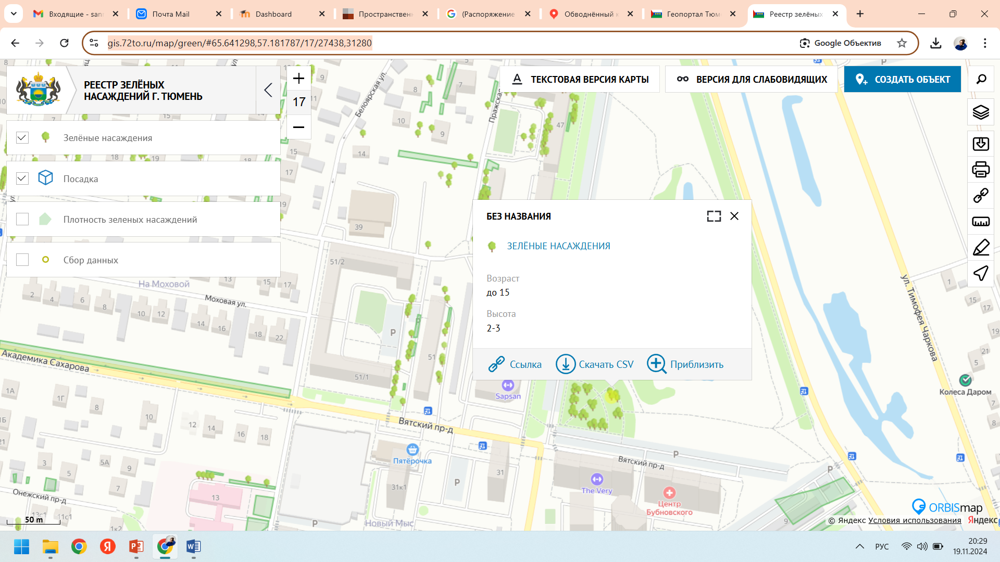 Входящие - san
Почта Mail
Dashboard
Пространствен
(Распоряжение
Обводнённый к
Геопортал Тюм
Реестр зелёных
gis.72to.ru/map/green/#65.641298,57.181787/17/27438,31280
Google Объектив
РЕЕСТР ЗЕЛЁНЫХ
НАСАЖДЕНИЙ Г. ТЮМЕНЬ
17
ТЕКСТОВАЯ ВЕРСИЯ КАРТЫ
ВЕРСИЯ ДЛЯ СЛАБОВИДЯЩИХ
СОЗДАТЬ ОБЪЕКТ
Зелёные насаждения
Посадка
Плотность зеленых насаждений
Сбор данных
Белоярская ул.
Пражская
9
8
7
10
9
47
14
15
17
18
19
15
39
51/2
БЕЗ НАЗВАНИЯ
ЗЕЛЁНЫЕ НАСАЖДЕНИЯ
Возраст
до 15
Высота
2-3
Ссылка
Скачать CSV
Приблизить
На Моховой
13
15
17
Моховая ул.
2
4
6
8
10
12
14
16
18
22
P
51
51/1
Академика Сахарова
Sapsan
ул. Тимофея Чаркова
1
15
17
19
21
5
Колеса Даром
7
8
1А
1Г
8
10
12
14
16
18
Вятский пр-д
Пятёрочка
31
31к1
P
Вятский пр-д
P
P
The Very
Центр
Бубновского
3
5
5А
9
7
13
Онежский пр-д
13с1
11с1
1к2
50 m
P
Новый Мыс
9
ORBISmap
© Яндекс Условия использования Яндекс
РУС
20:29
19.11.2024